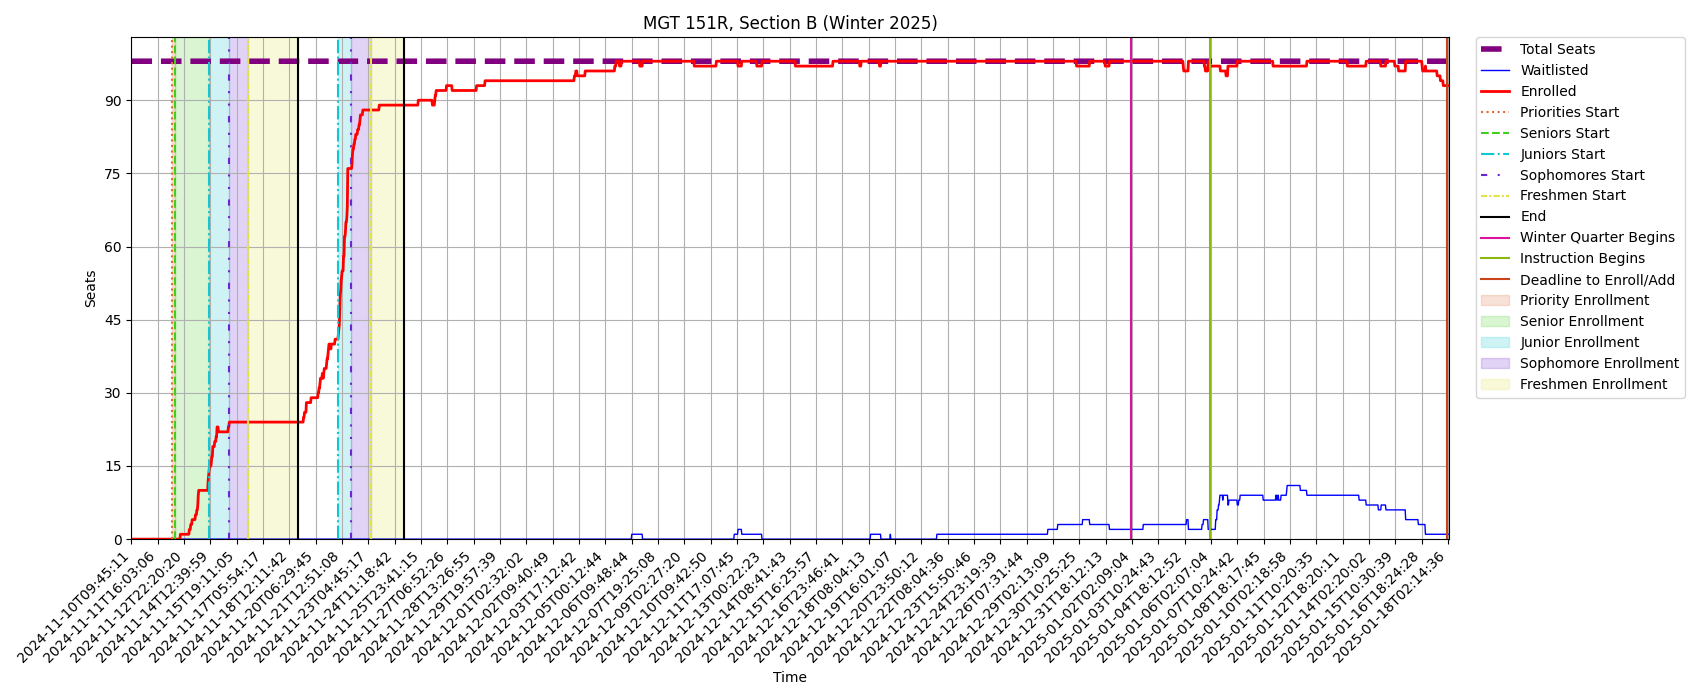 MGT 151R, Section B (Winter 2025)
Seats
90
75
60
45
30
15
0
2024-11-10T09:45:11
2024-11-11T16:03:06
2024-11-12T22:20:20
2024-11-14T12:39:59
2024-11-15T19:11:05
2024-11-17T05:54:17
2024-11-18T12:11:42
2024-11-20T06:29:45
2024-11-21T12:51:08
2024-11-23T04:45:17
2024-11-24T11:18:42
2024-11-25T23:41:15
2024-11-27T06:52:26
2024-11-28T13:26:55
2024-11-29T19:57:39
2024-12-01T02:32:02
2024-12-02T09:40:49
2024-12-03T17:12:42
2024-12-05T00:12:44
2024-12-06T09:48:44
2024-12-07T19:25:08
2024-12-09T02:27:20
2024-12-10T09:42:50
2024-12-11T17:07:45
2024-12-13T00:22:23
2024-12-14T08:41:43
2024-12-15T16:25:57
2024-12-16T23:46:41
2024-12-18T08:04:13
2024-12-19T16:01:07
2024-12-20T23:50:12
2024-12-22T08:04:36
2024-12-23T15:50:46
2024-12-24T23:19:39
2024-12-26T07:31:44
2024-12-29T02:13:09
2024-12-30T10:25:25
2024-12-31T18:12:13
2025-01-02T02:09:04
2025-01-03T10:24:43
2025-01-04T18:12:52
2025-01-06T02:07:04
2025-01-07T10:24:42
2025-01-08T18:17:45
2025-01-10T02:18:58
2025-01-11T10:20:35
2025-01-12T18:20:11
2025-01-14T02:20:02
2025-01-15T10:30:39
2025-01-16T18:24:28
2025-01-18T02:14:36
Time
Total Seats
Waitlisted
Enrolled
Priorities Start
Seniors Start
Juniors Start
Sophomores Start
Freshmen Start
End
Winter Quarter Begins
Instruction Begins
Deadline to Enroll/Add
Priority Enrollment
Senior Enrollment
Junior Enrollment
Sophomore Enrollment
Freshmen Enrollment